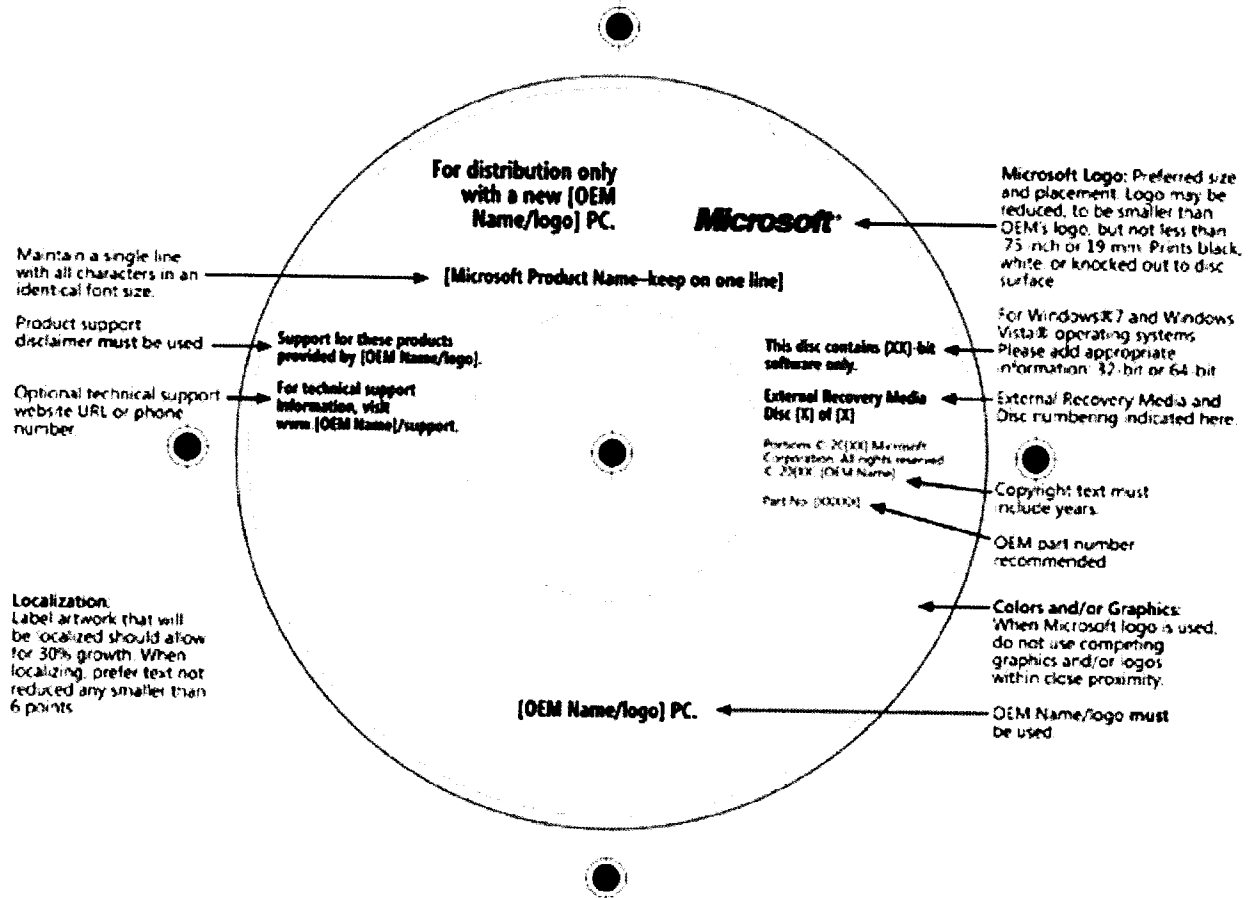 For distribution only
with a new [OEM
Name/logo] PC.
Microsoft
[Microsoft Product Name–keep on one line]
Support for these products
provided by [OEM Name/logo].
For technical support
information, visit
www.[OEM Name]/support.
This disc contains [XX]-bit
software only.
External Recovery Media
Disc [X] of [X]
Portions © 20[XX] Microsoft
Corporation. All rights reserved
© 20[XX] [OEM Name]
Part No. [XXXXX]
[OEM Name/logo] PC.
Maintain a single line
with all characters in an
identical font size.
Product support
disclaimer must be used
Optional technical support
website URL or phone
number
Localization:
Label artwork that will
be localized should allow
for 30% growth. When
localizing, prefer text not
reduced any smaller than
6 points
Microsoft Logo: Preferred size
and placement. Logo may be
reduced, to be smaller than
OEM's logo, but not less than
.75 inch or 19 mm. Prints black,
white, or knocked out to disc
surface
For Windows®7 and Windows
Vista® operating systems
Please add appropriate
information: 32-bit or 64-bit
External Recovery Media and
Disc numbering indicated here.
Copyright text must
include years.
OEM part number
recommended
Colors and/or Graphics:
When Microsoft logo is used,
do not use competing
graphics and/or logos
within close proximity.
OEM Name/logo must
be used